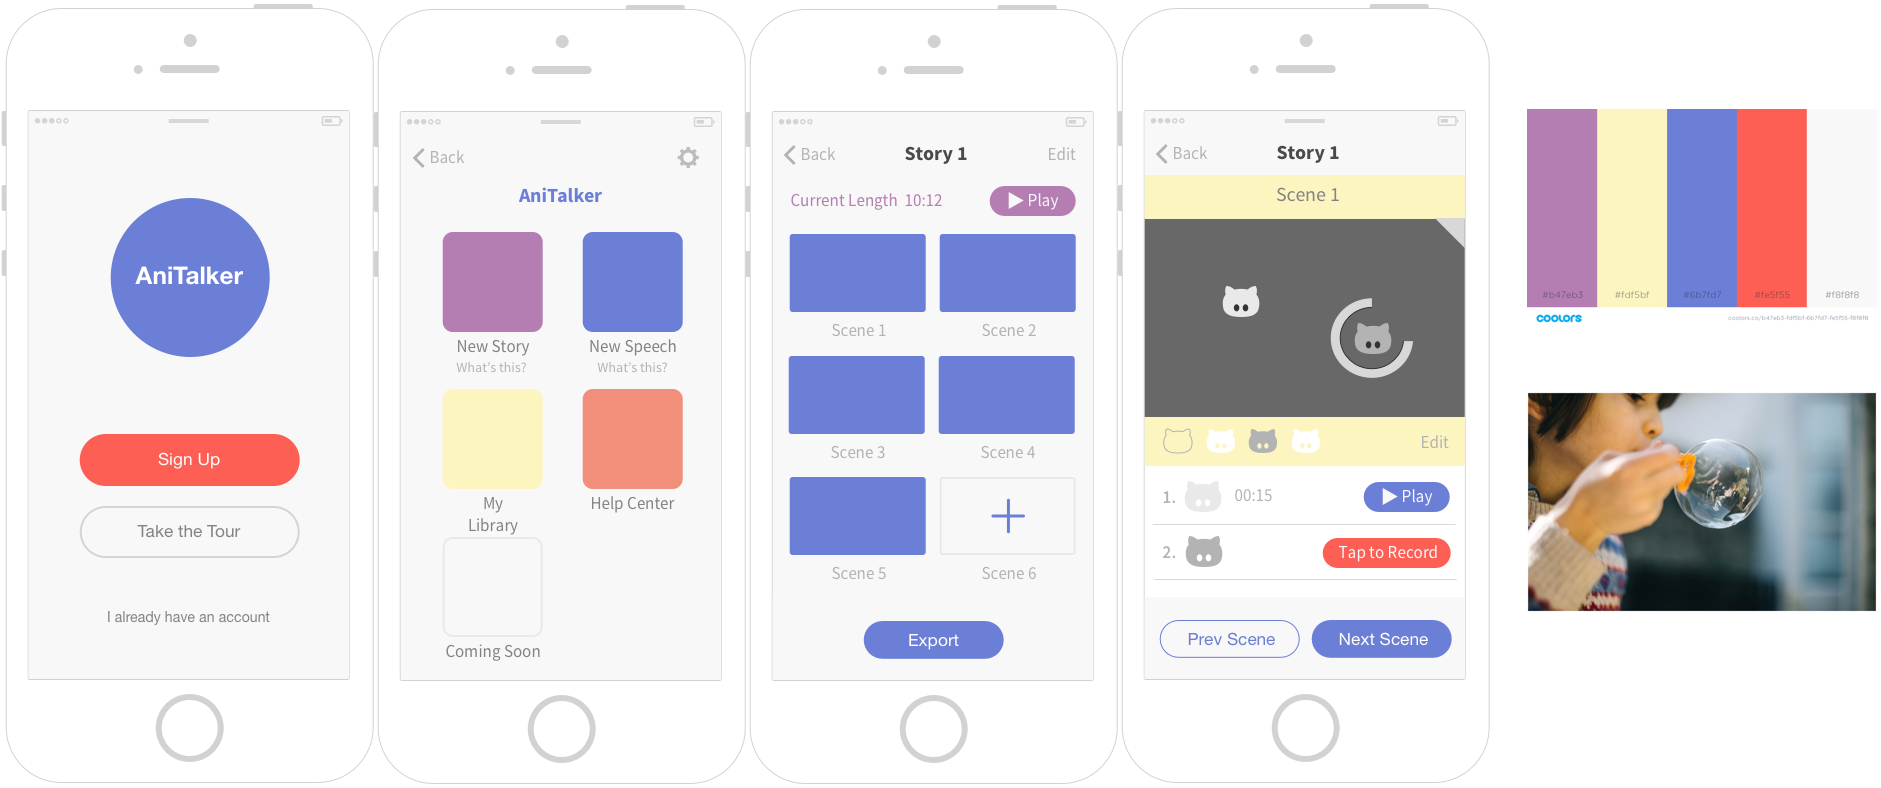 AniTalker
Sign Up
Take the Tour
I already have an account
Back
AniTalker
New Story
What's this?
New Speech
What's this?
My
Library
Help Center
Coming Soon
Back
Story 1
Edit
Current Length 10:12
Play
Scene 1
Scene 2
Scene 3
Scene 4
Scene 5
Scene 6
Export
Back
Story 1
Scene 1
Edit
1.
00:15
Play
2.
Tap to Record
Prev Scene
Next Scene
#b47eb3
#fdf5bf
#6b7fd7
#fe5f55
#f8f8f8
coolors
coolors.co/b47eb3-fdf5bf-6b7fd7-fe5f55-f8f8f8